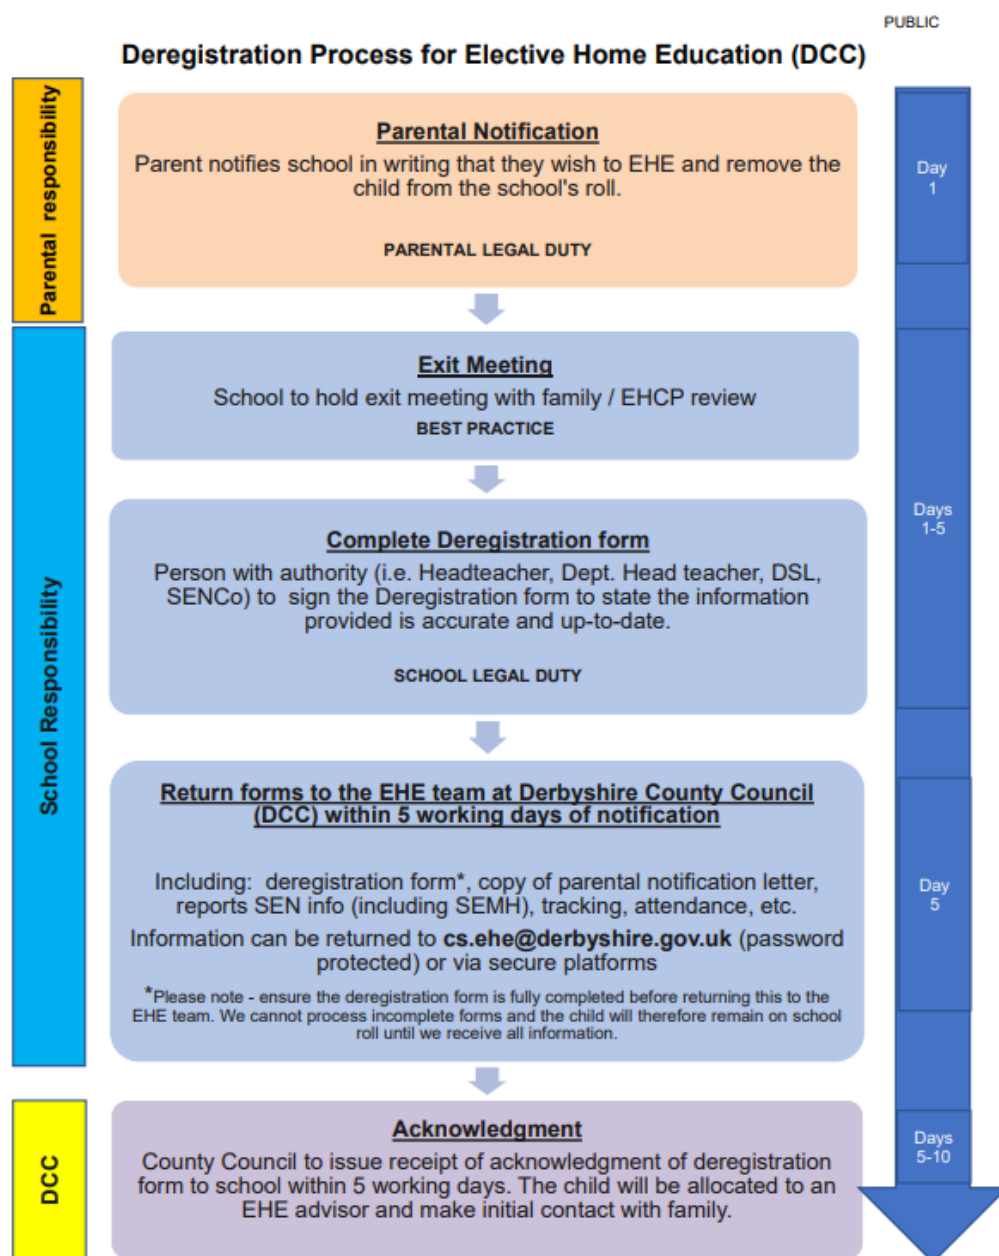 PUBLIC
Deregistration Process for Elective Home Education (DCC)
Parental responsibility
Parental Notification
Parent notifies school in writing that they wish to EHE and remove the
child from the school's roll.
PARENTAL LEGAL DUTY
Day
1
School Responsibility
Exit Meeting
School to hold exit meeting with family / EHCP review
BEST PRACTICE
Complete Deregistration form
Person with authority (i.e. Headteacher, Dept. Head teacher, DSL,
SENCo) to sign the Deregistration form to state the information
provided is accurate and up-to-date.
SCHOOL LEGAL DUTY
Days
1-5
Return forms to the EHE team at Derbyshire County Council
(DCC) within 5 working days of notification
Including: deregistration form*, copy of parental notification letter,
reports SEN info (including SEMH), tracking, attendance, etc.
Information can be returned to cs.ehe@derbyshire.gov.uk (password
protected) or via secure platforms
*Please note - ensure the deregistration form is fully completed before returning this to the
EHE team. We cannot process incomplete forms and the child will therefore remain on school
roll until we receive all information.
Day
5
DCC
Acknowledgment
County Council to issue receipt of acknowledgment of deregistration
form to school within 5 working days. The child will be allocated to an
EHE advisor and make initial contact with family.
Days
5-10